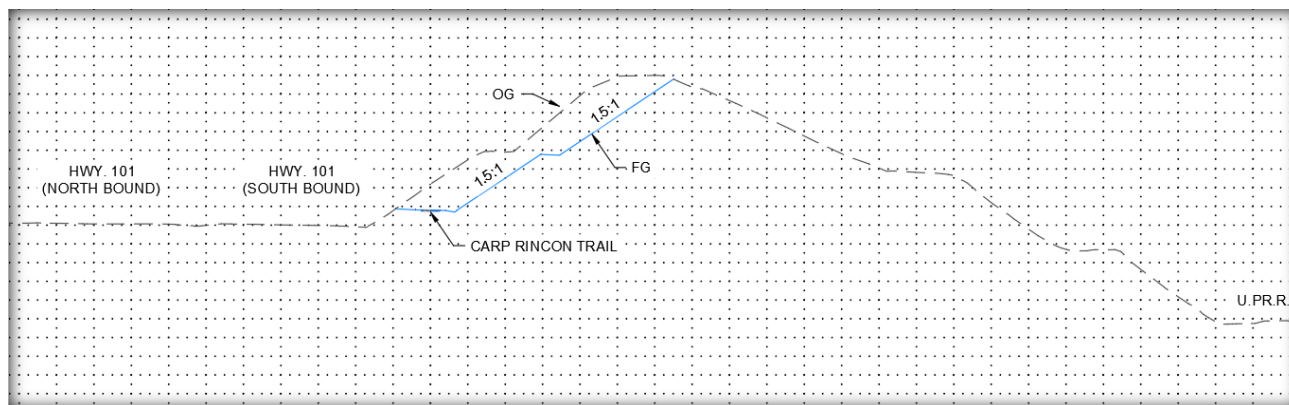 OG
1.5:1
HWY. 101
(NORTH BOUND)
HWY. 101
(SOUTH BOUND)
1.5:1
FG
CARP RINCON TRAIL
U.PR.R.